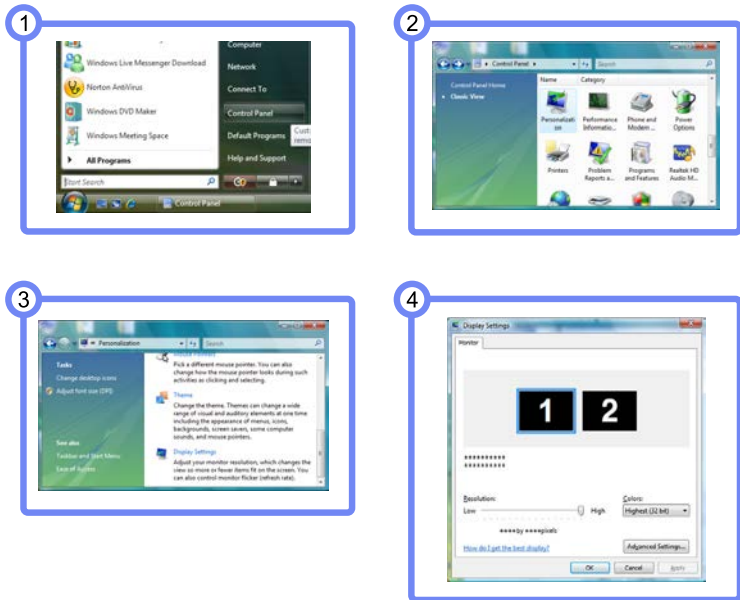 1
Windows Live Messenger Download
Norton AntiVirus
Windows DVD Maker
Windows Meeting Space
All Programs
Start Search
Computer
Network
Connect To
Control Panel
Default Programs
Help and Support
Cust
remo
Control Panel
2
Control Panel
Search
Control Panel Home
Classic View
Name Category
Personalizati
on
Performance
Informatio...
Phone and
Modem ...
Power
Options
Printers
Problem
Reports a...
Programs
and Features
Realtek HD
Audio M...
3
Personalization
Search
Tasks
Change desktop icons
Adjust font size (DPI)
See also
Taskbar and Start Menu
Ease of Access
Mouse Pointers
Pick a different mouse pointer. You can also
change how the mouse pointer looks during such
activities as clicking and selecting.
Theme
Change the theme. Themes can change a wide
range of visual and auditory elements at one time
including the appearance of menus, icons,
backgrounds, screen savers, some computer
sounds, and mouse pointers.
Display Settings
Adjust your monitor resolution, which changes the
view so more or fewer items fit on the screen. You
can also control monitor flicker (refresh rate).
4
Display Settings
Monitor
1 2
**********
**********
Resolution:
Low High
****by ****pixels
Colors:
Highest (32 bit)
How do I get the best display?
Advanced Settings...
OK Cancel Apply